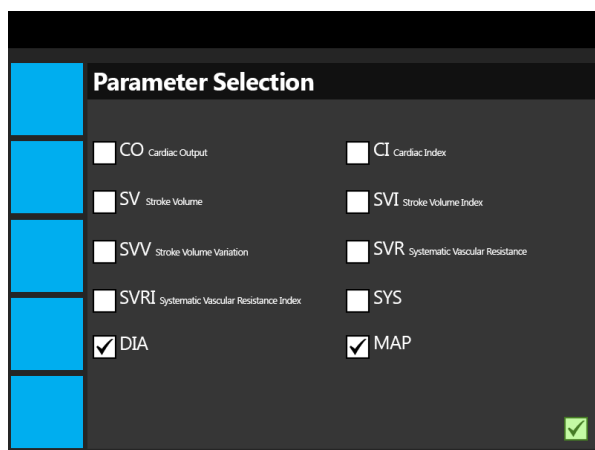 Parameter Selection
CO Cardiac Output
CI Cardiac Index
SV Stroke Volume
SVI Stroke Volume Index
SVV Stroke Volume Variation
SVR Systematic Vascular Resistance
SVRI Systematic Vascular Resistance Index
SYS
DIA
MAP